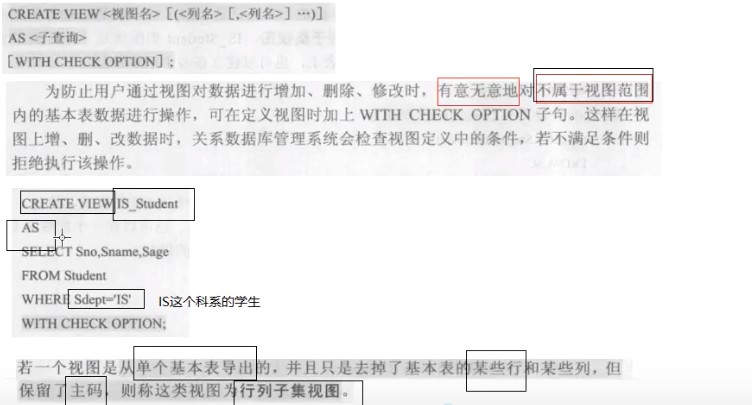 CREATE VIEW <视图名> [(<列名> [,<列名>] …)]
AS <子查询>
[WITH CHECK OPTION];
为防止用户通过视图对数据进行增加、删除、修改时，有意无意地对不属于视图范围
内的基本表数据进行操作，可在定义视图时加上 WITH CHECK OPTION 子句。这样在视
图上增、删、改数据时，关系数据库管理系统会检查视图定义中的条件，若不满足条件则
拒绝执行该操作。
CREATE VIEW IS_Student
AS
SELECT Sno,Sname,Sage
FROM Student
WHERE Sdept='IS' IS这个科系的学生
WITH CHECK OPTION;
若一个视图是从单个基本表导出的，并且只是去掉了基本表的某些行和某些列，但
保留了主码，则称这类视图为行列子集视图。